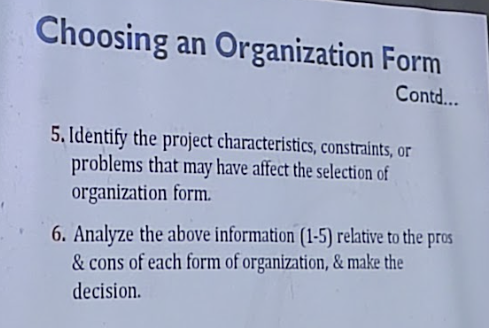 Choosing an Organization Form
Contd...
5. Identify the project characteristics, constraints, or
problems that may have affect the selection of
organization form.
6. Analyze the above information (1-5) relative to the pros
& cons of each form of organization, & make the
decision.